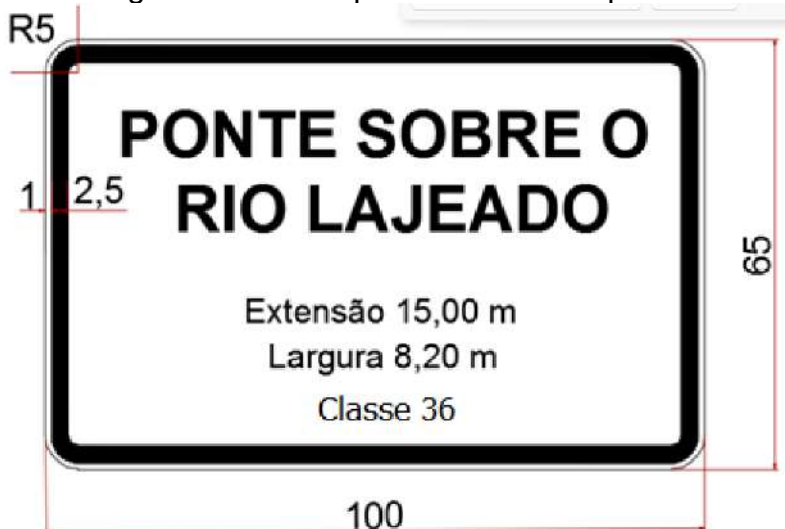 R5
PONTE SOBRE O
RIO LAJEADO
1
2,5
65
Extensão 15,00 m
Largura 8,20 m
Classe 36
100